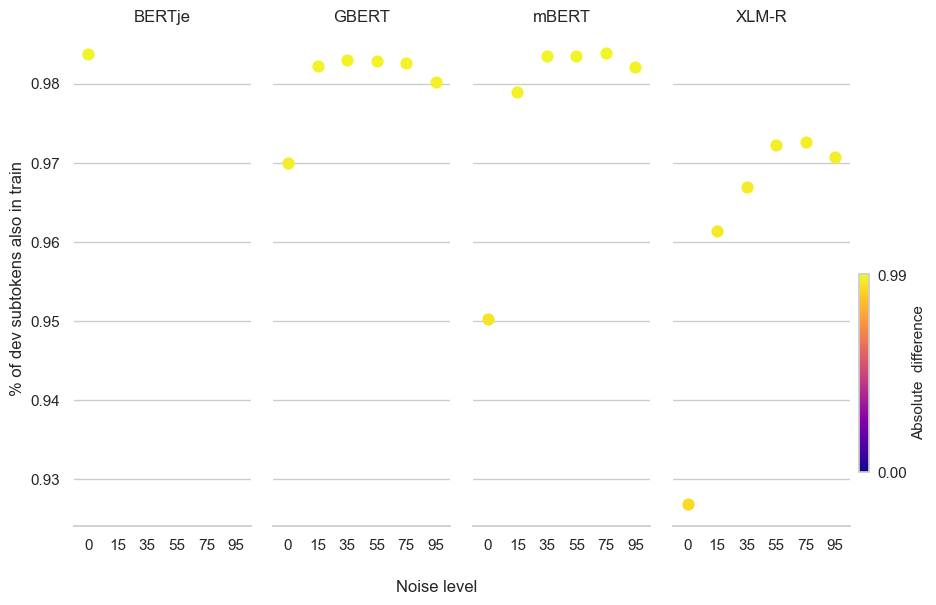 BERTje GBERT mBERT XLM-R
% of dev subtokens also in train
0.98
0.97
0.96
0.95
0.94
0.93
0 15 35 55 75 95 0 15 35 55 75 95 0 15 35 55 75 95 0 15 35 55 75 95
Noise level
0.99
Absolute difference
0.00